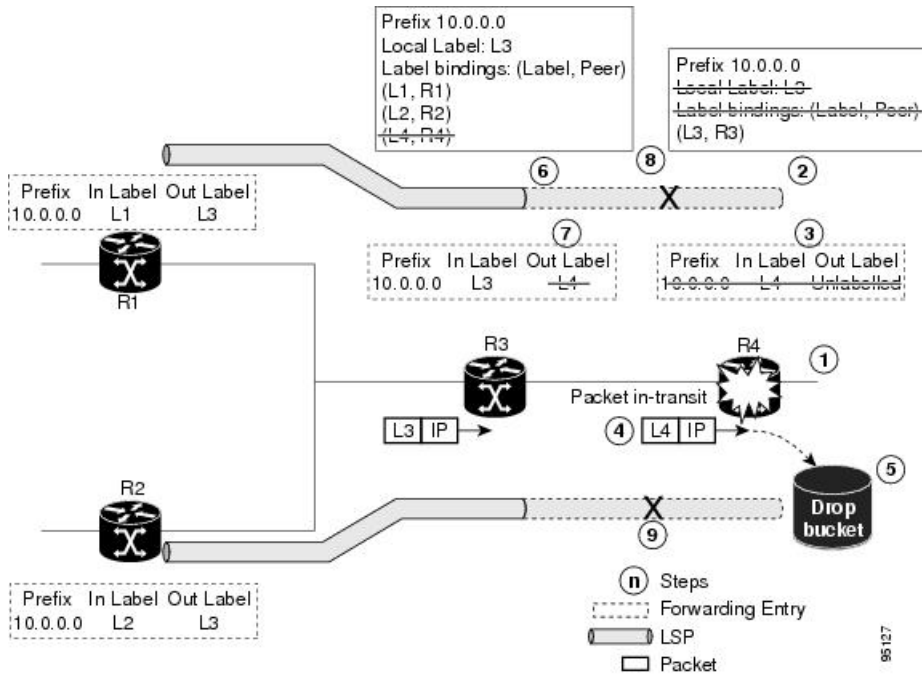 Prefix 10.0.0.0
Local Label: L3
Label bindings: (Label, Peer)
(L1, R1)
(L2, R2)
(L4, R4)
Prefix 10.0.0.0
Local Label: L3
Label bindings: (Label, Peer)
(L3, R3)
6
8
2
Prefix In Label Out Label
10.0.0.0 L1 L3
R1
7
Prefix In Label Out Label
10.0.0.0 L3 L4
3
Prefix In Label Out Label
10.0.0.0 L4 Unlabelled
R3
R4
1
Packet in-transit
L3 IP
4
L4 IP
5
Drop
bucket
R2
9
Prefix In Label Out Label
10.0.0.0 L2 L3
n Steps
Forwarding Entry
LSP
Packet
95127